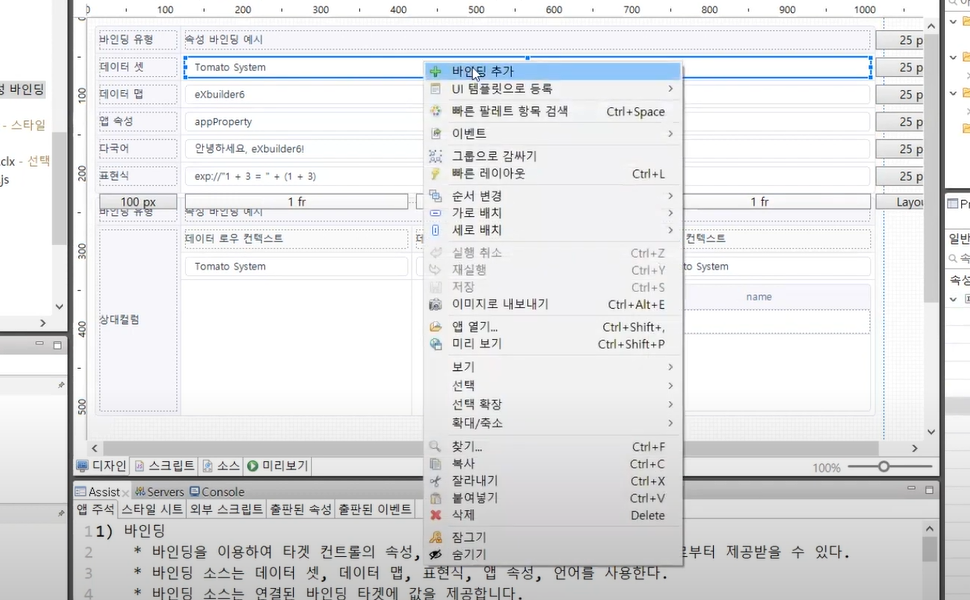 0 100 200 300 400 500 600 700 800 900 1000
바인딩 유형 속성 바인딩 예시 25 p
데이터 셋 Tomato System 25 p
데이터 맵 eXbuilder6 25 p
앱 속성 appProperty 25 p
다국어 안녕하세요, eXbuilder6! 25 p
표현식 exp://"1 + 3 = " + (1 + 3) 25 p
100 px 1 fr 1 fr Layou
바인딩 유형 속성 바인딩 예시
데이터 로우 컨텍스트 컨텍스트
Tomato System to System
name
상대컬럼
100
200
300
400
500
성 바인딩
- 스타일
clx - 선택
js
바인딩 추가
UI 템플릿으로 등록
빠른 팔레트 항목 검색 Ctrl+Space
이벤트
그룹으로 감싸기
빠른 레이아웃 Ctrl+L
순서 변경
가로 배치
세로 배치
실행 취소 Ctrl+Z
재실행 Ctrl+Y
저장 Ctrl+S
이미지로 내보내기 Ctrl+Alt+E
앱 열기... Ctrl+Shift+,
미리 보기 Ctrl+Shift+P
보기
선택
선택 확장
확대/축소
찾기... Ctrl+F
복사 Ctrl+C
잘라내기 Ctrl+X
붙여넣기 Ctrl+V
삭제 Delete
잠그기
숨기기
Pr
일반
속
속성
디자인 스크립트 소스 미리보기 100%
Assist Servers Console
앱 주석 스타일 시트 외부 스크립트 출판된 속성 출판된 이벤트
1 1) 바인딩
2 * 바인딩을 이용하여 타겟 컨트롤의 속성, 부터 제공받을 수 있다.
3 * 바인딩 소스는 데이터 셋, 데이터 맵, 표현식, 앱 속성, 언어를 사용한다.
4 * 바인딩 소스는 연결된 바인딩 타겟에 값을 제공합니다.